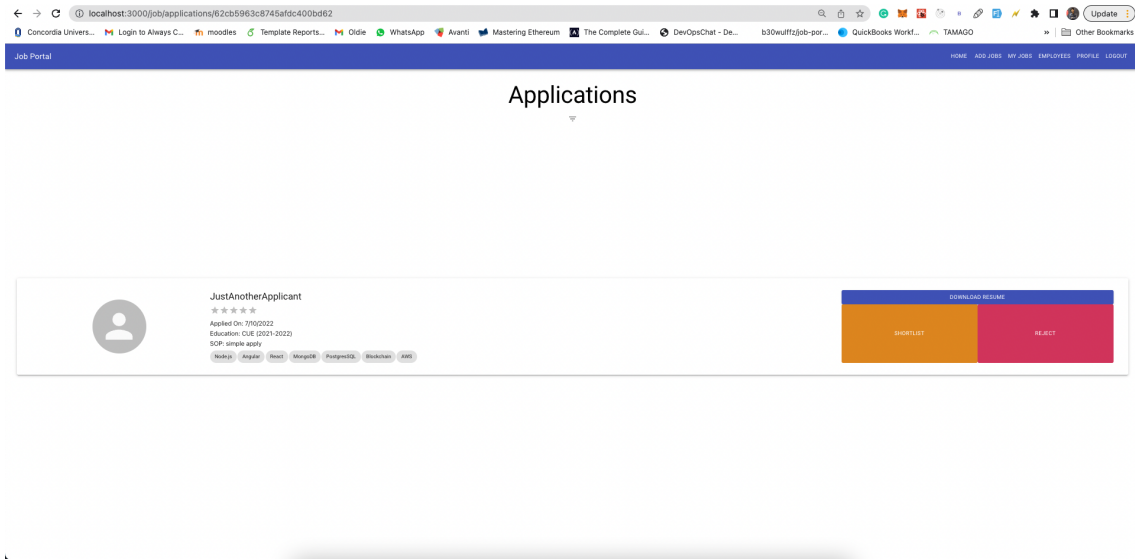 localhost:3000/job/applications/62cb5963c8745afdc400bd62
Update
Concordia Univers... Login to Always C... moodles Template Reports... Oldie WhatsApp Avanti Mastering Ethereum The Complete Gui... DevOpsChat - De... b30wulffz/job-por... QuickBooks Workf... TAMAGO » Other Bookmarks
Job Portal HOME ADD JOBS MY JOBS EMPLOYEES PROFILE LOGOUT
Applications
JustAnotherApplicant
Applied On: 7/10/2022
Education: CUE (2021-2022)
SOP: simple apply
Node.js Angular React MongoDB PostgresSQL Blockchain AWS
DOWNLOAD RESUME
SHORTLIST REJECT